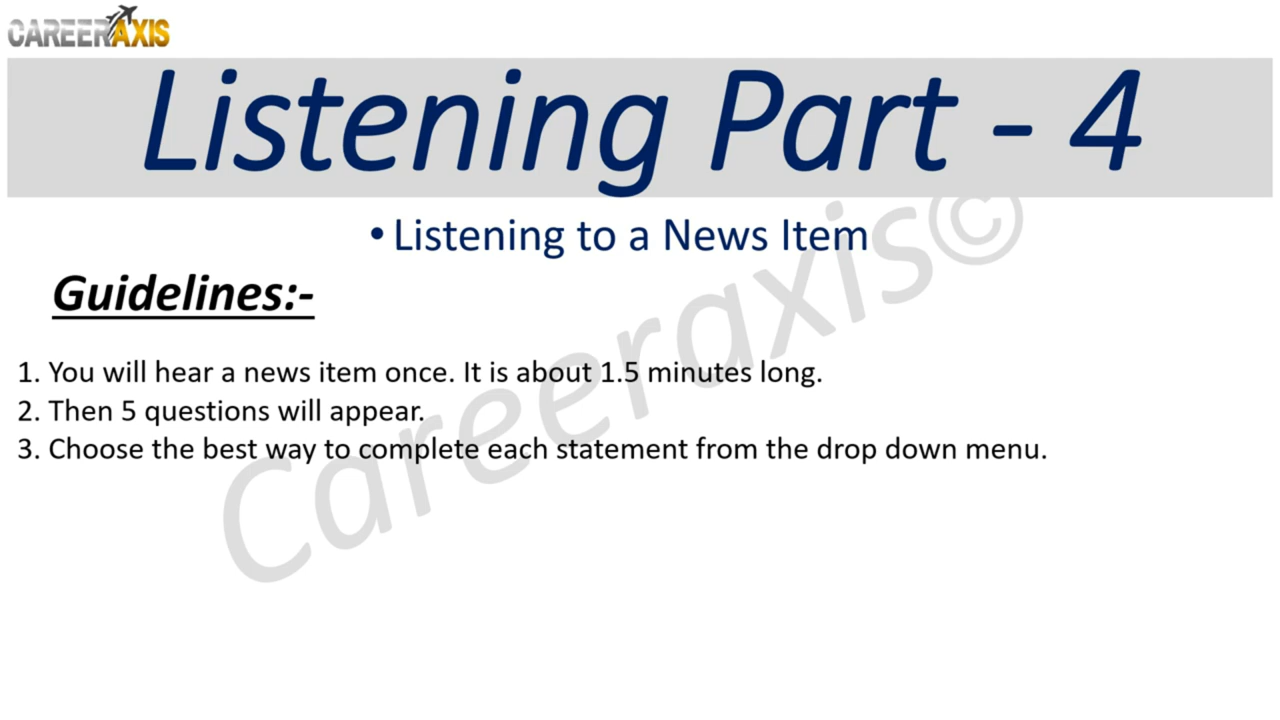 CAREERAXIS
Listening Part - 4
• Listening to a News Item
Guidelines:-
1. You will hear a news item once. It is about 1.5 minutes long.
2. Then 5 questions will appear.
3. Choose the best way to complete each statement from the drop down menu.
Careeraxis©